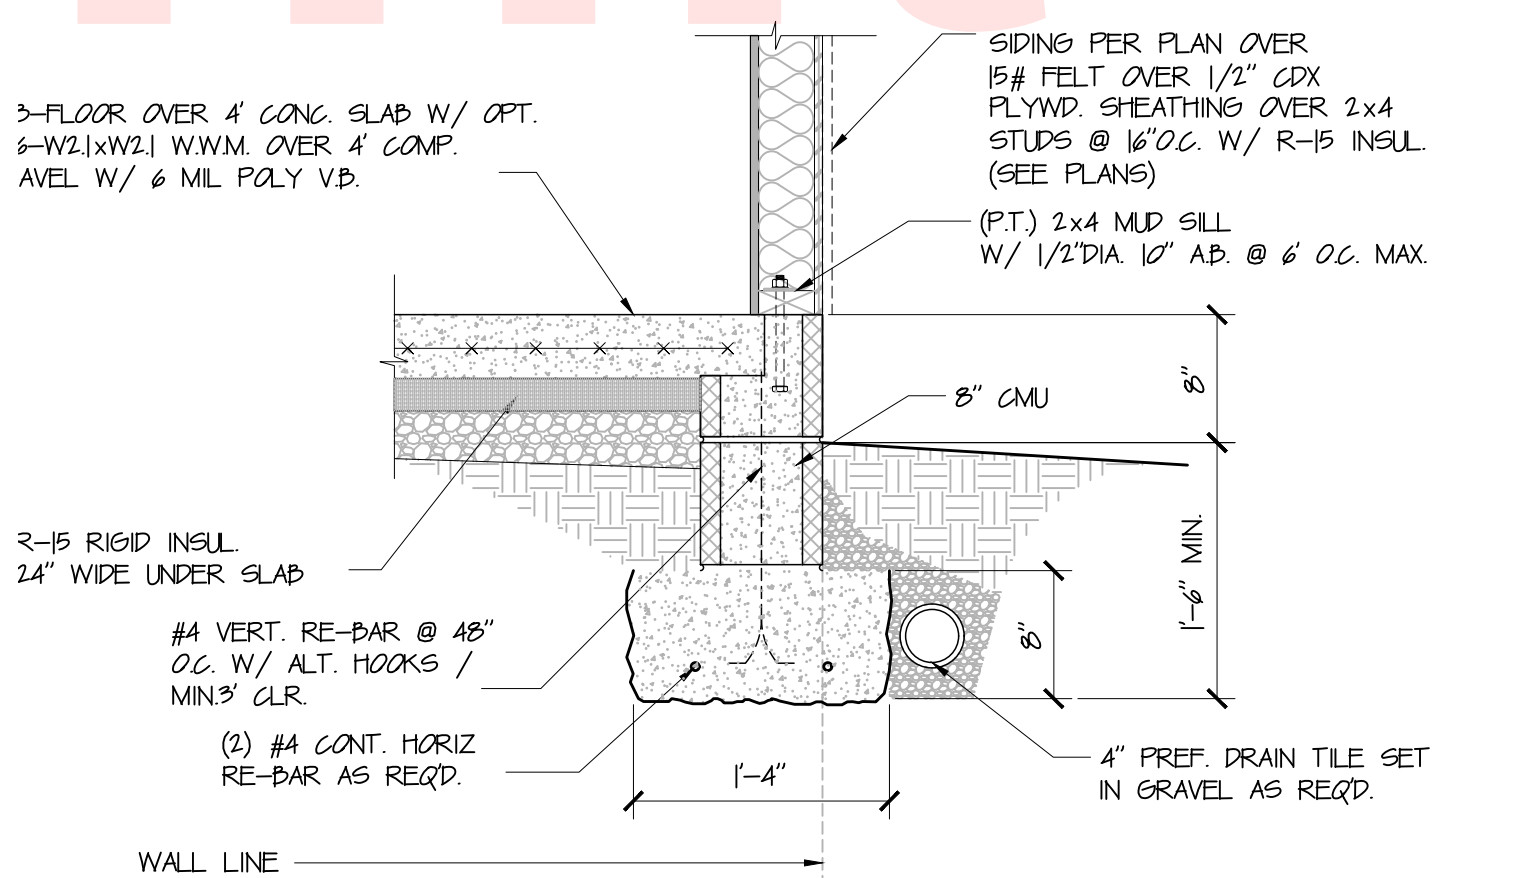 SIDING PER PLAN OVER
15# FELT OVER 1/2" CDX
PLYWD. SHEATHING OVER 2x4
STUDS @ 16"O.C. W/ R-15 INSUL.
(SEE PLANS)
3-FLOOR OVER 4' CONC. SLAB W/ OPT.
6-W2.1xW2.1 W.W.M. OVER 4' COMP.
AVEL W/ 6 MIL POLY V.B.
(P.T.) 2x4 MUD SILL
W/ 1/2"DIA. 10" A.B. @ 6' O.C. MAX.
8"
8" CMU
R-15 RIGID INSUL.
24" WIDE UNDER SLAB
1'-6" MIN.
8"
#4 VERT. RE-BAR @ 48"
O.C. W/ ALT. HOOKS /
MIN.3' CLR.
(2) #4 CONT. HORIZ
RE-BAR AS REQ'D.
1'-4"
4" PREF. DRAIN TILE SET
IN GRAVEL AS REQ'D.
WALL LINE